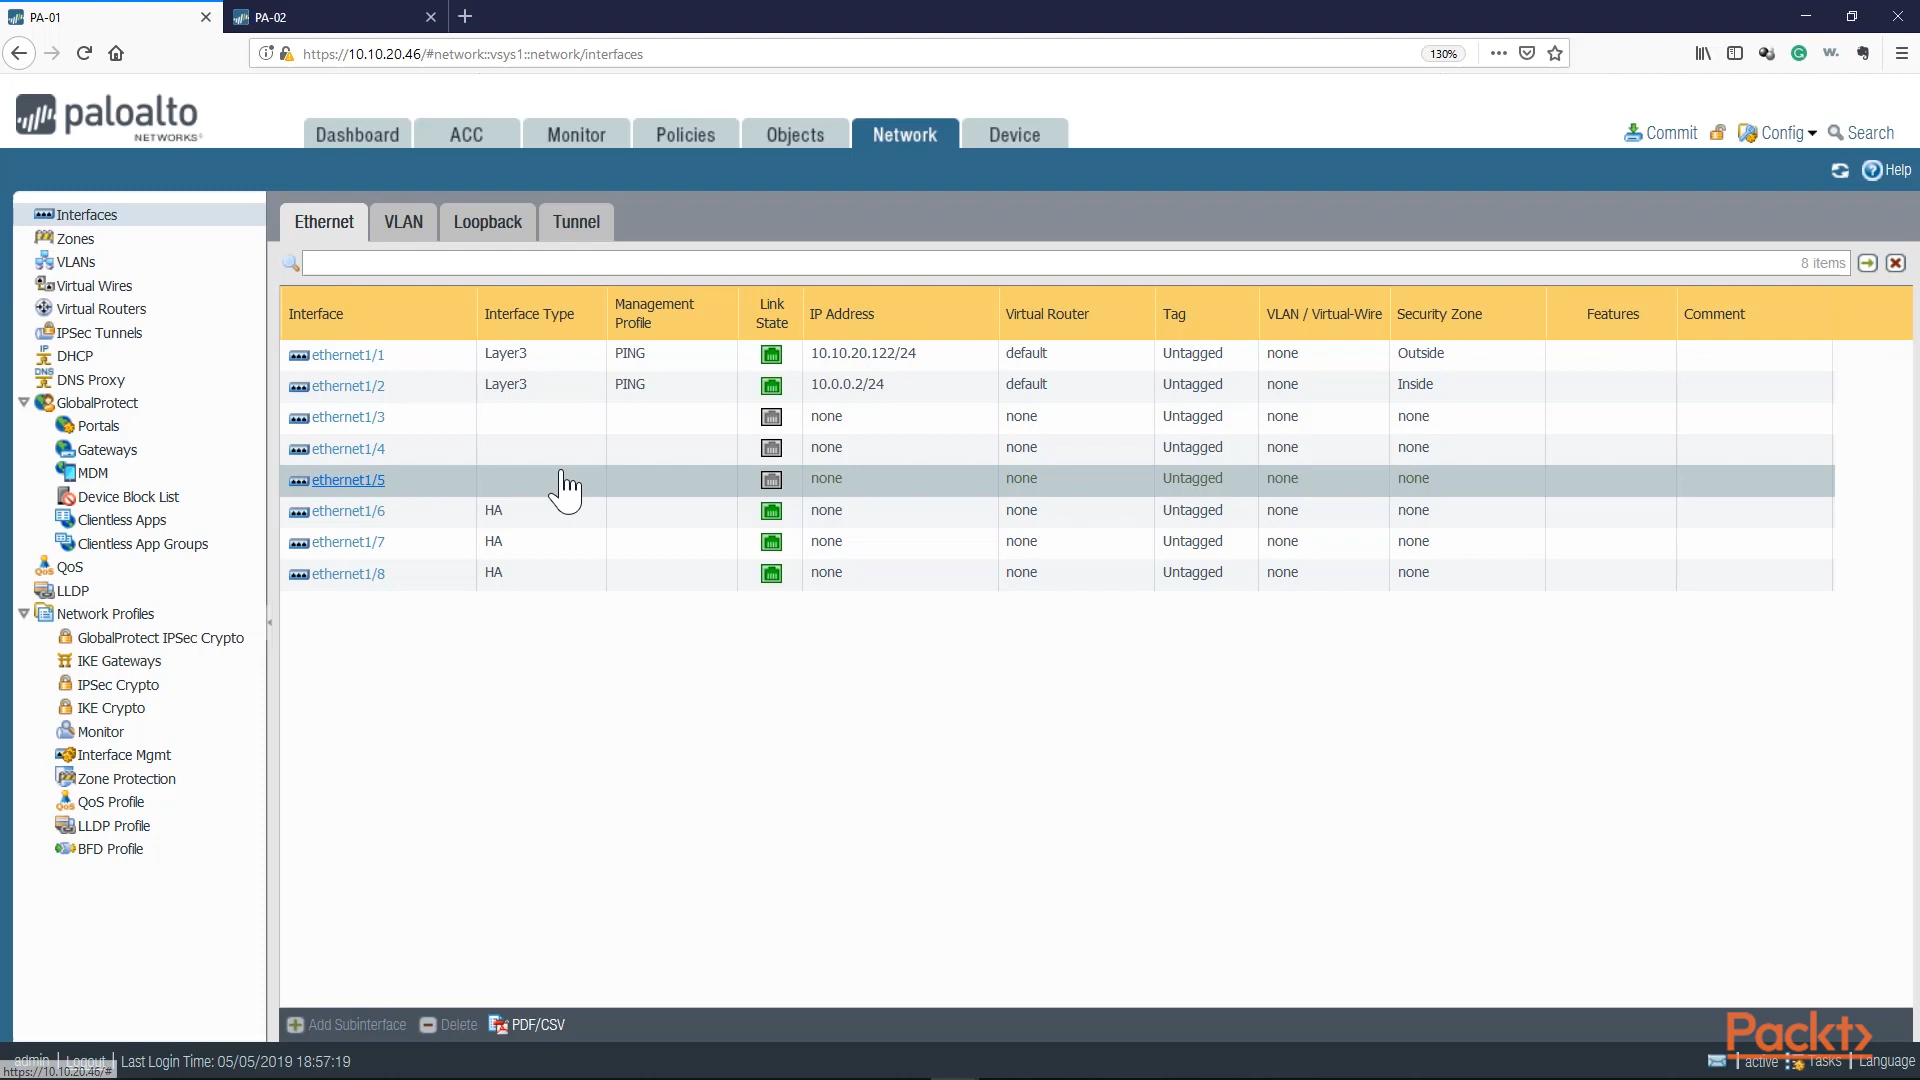 PA-01
PA-02
https://10.10.20.46/#network::vsys1::network/interfaces
130%
paloalto
NETWORKS
Dashboard ACC Monitor Policies Objects Network Device
Commit Config Search
Help
Interfaces
Zones
VLANs
Virtual Wires
Virtual Routers
IPSec Tunnels
DHCP
DNS Proxy
GlobalProtect
Portals
Gateways
MDM
Device Block List
Clientless Apps
Clientless App Groups
QoS
LLDP
Network Profiles
GlobalProtect IPSec Crypto
IKE Gateways
IPSec Crypto
IKE Crypto
Monitor
Interface Mgmt
Zone Protection
QoS Profile
LLDP Profile
BFD Profile
Ethernet VLAN Loopback Tunnel
8 items
Interface Interface Type Management Profile Link State IP Address Virtual Router Tag VLAN / Virtual-Wire Security Zone Features Comment
ethernet1/1 Layer3 PING 10.10.20.122/24 default Untagged none Outside
ethernet1/2 Layer3 PING 10.0.0.2/24 default Untagged none Inside
ethernet1/3 none none Untagged none none
ethernet1/4 none none Untagged none none
ethernet1/5 none none Untagged none none
ethernet1/6 HA none none Untagged none none
ethernet1/7 HA none none Untagged none none
ethernet1/8 HA none none Untagged none none
Add Subinterface Delete PDF/CSV
Packt>
admin | Logout | Last Login Time: 05/05/2019 18:57:19
| active Tasks | Language
https://10.10.20.46/#